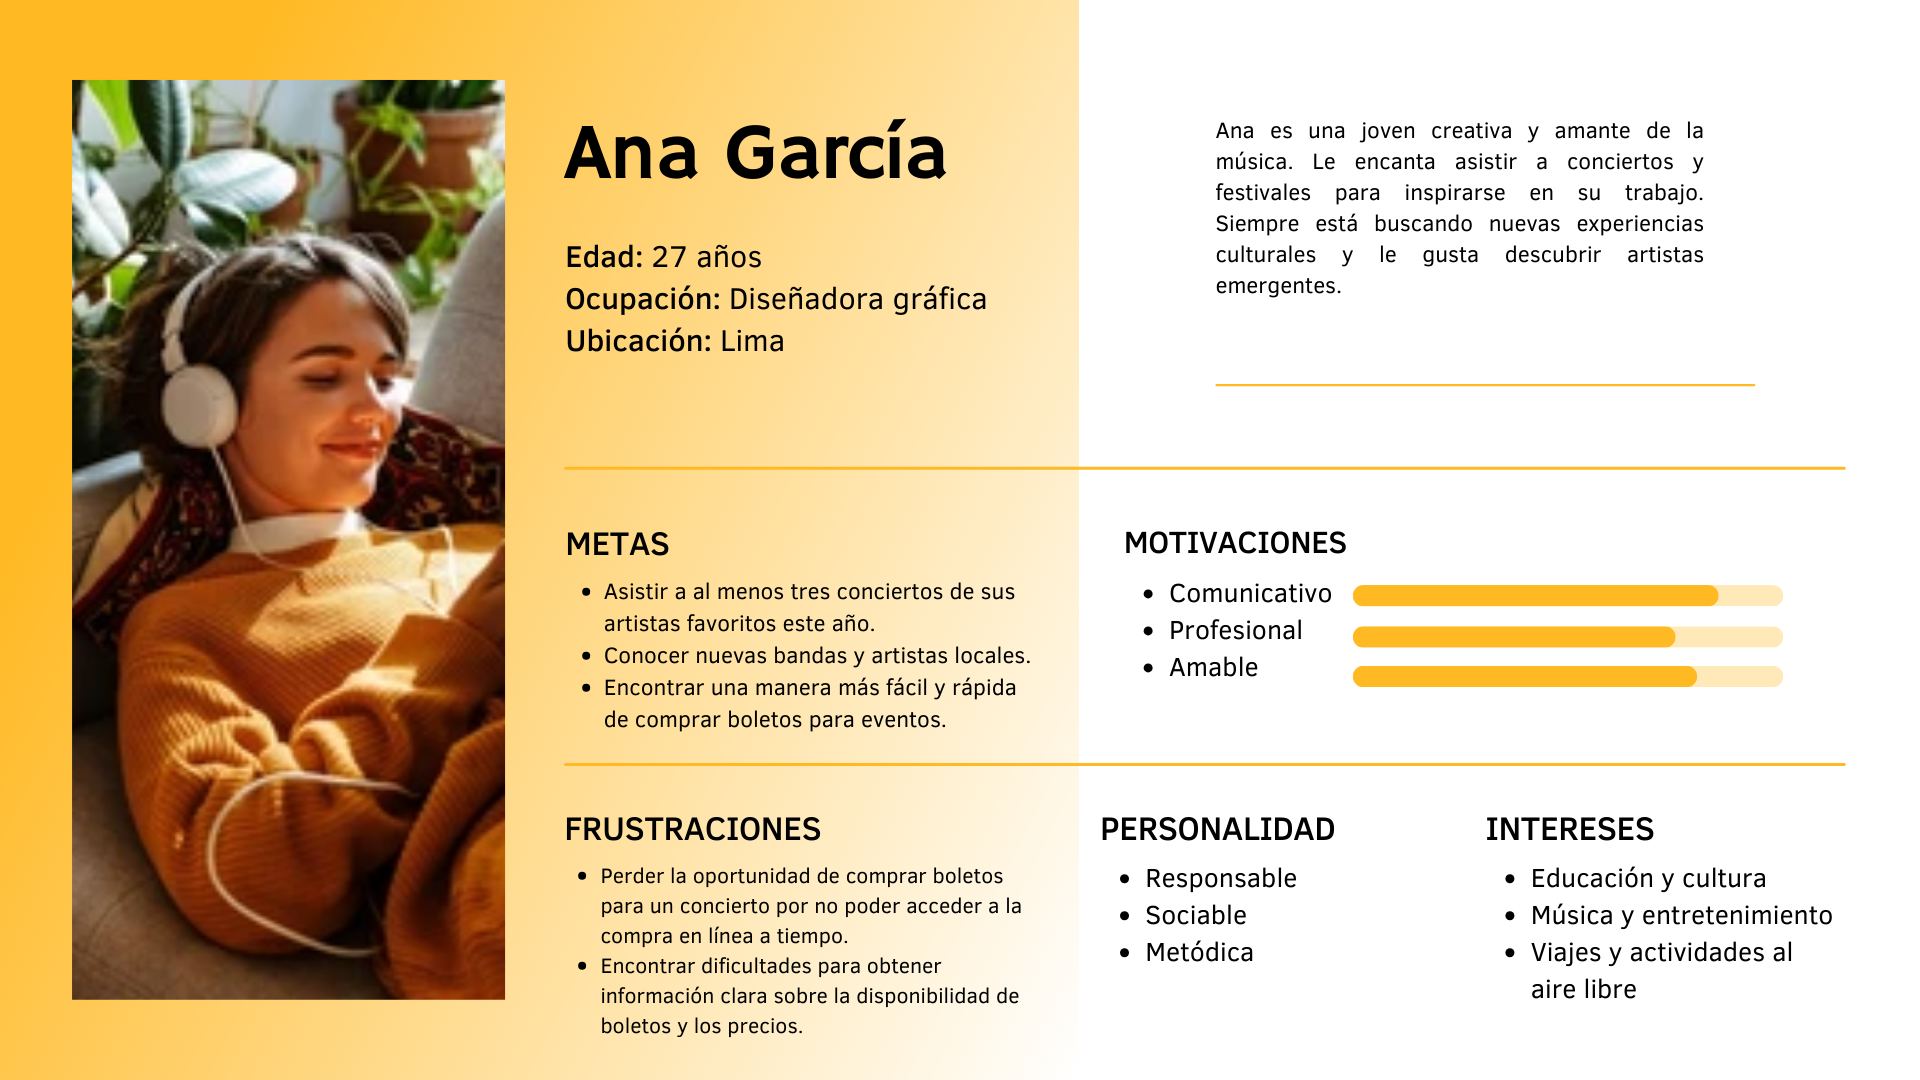 Ana García
Edad: 27 años
Ocupación: Diseñadora gráfica
Ubicación: Lima
Ana es una joven creativa y amante de la
música. Le encanta asistir a conciertos y
festivales para inspirarse en su trabajo.
Siempre está buscando nuevas experiencias
culturales y le gusta descubrir artistas
emergentes.
METAS
• Asistir a al menos tres conciertos de sus
artistas favoritos este año.
• Conocer nuevas bandas y artistas locales.
• Encontrar una manera más fácil y rápida
de comprar boletos para eventos.
MOTIVACIONES
• Comunicativo
• Profesional
• Amable
FRUSTRACIONES
• Perder la oportunidad de comprar boletos
para un concierto por no poder acceder a la
compra en línea a tiempo.
• Encontrar dificultades para obtener
información clara sobre la disponibilidad de
boletos y los precios.
PERSONALIDAD
• Responsable
• Sociable
• Metódica
INTERESES
• Educación y cultura
• Música y entretenimiento
• Viajes y actividades al
aire libre